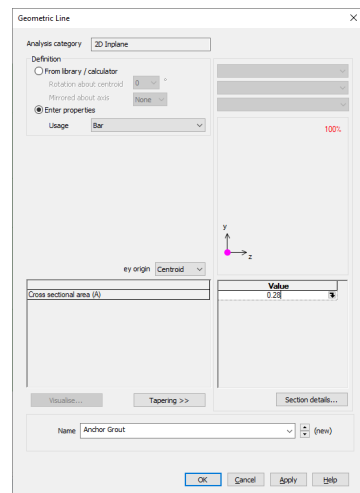 Geometric Line
Analysis category 2D Inplane
Definition
From library / calculator
Rotation about centroid 0 °
Mirrored about axis None
Enter properties
Usage Bar
100%
y
z
ey origin Centroid
Value
Cross sectional area (A) 0.28
Visualise... Tapering >> Section details...
Name Anchor Grout (new)
OK Cancel Apply Help